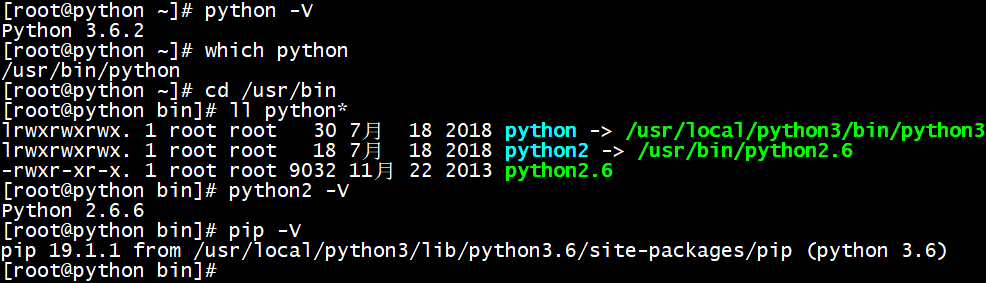 [root@python ~]# python -V
Python 3.6.2
[root@python ~]# which python
/usr/bin/python
[root@python ~]# cd /usr/bin
[root@python bin]# ll python*
lrwxrwxrwx. 1 root root   30 7月  18 2018 python -> /usr/local/python3/bin/python3
lrwxrwxrwx. 1 root root   18 7月  18 2018 python2 -> /usr/bin/python2.6
-rwxr-xr-x. 1 root root 9032 11月 22 2013 python2.6
[root@python bin]# python2 -V
Python 2.6.6
[root@python bin]# pip -V
pip 19.1.1 from /usr/local/python3/lib/python3.6/site-packages/pip (python 3.6)
[root@python bin]#